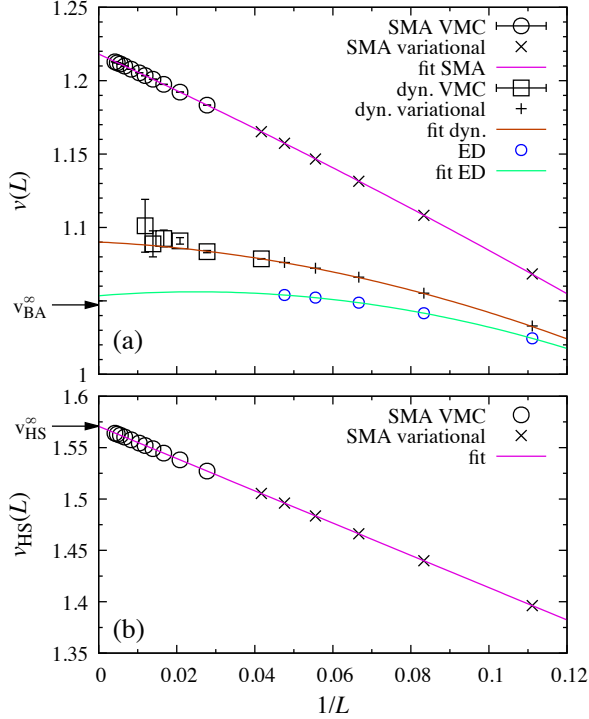 1.25
1.2
1.15
1.1
1.05
1
v(L)
v∞BA
(a)
SMA VMC
SMA variational
fit SMA
dyn. VMC
dyn. variational
fit dyn.
ED
fit ED
1.6
1.55
1.5
1.45
1.4
1.35
vHS(L)
v∞HS
(b)
SMA VMC
SMA variational
fit
0
0.02
0.04
0.06
0.08
0.1
0.12
1/L